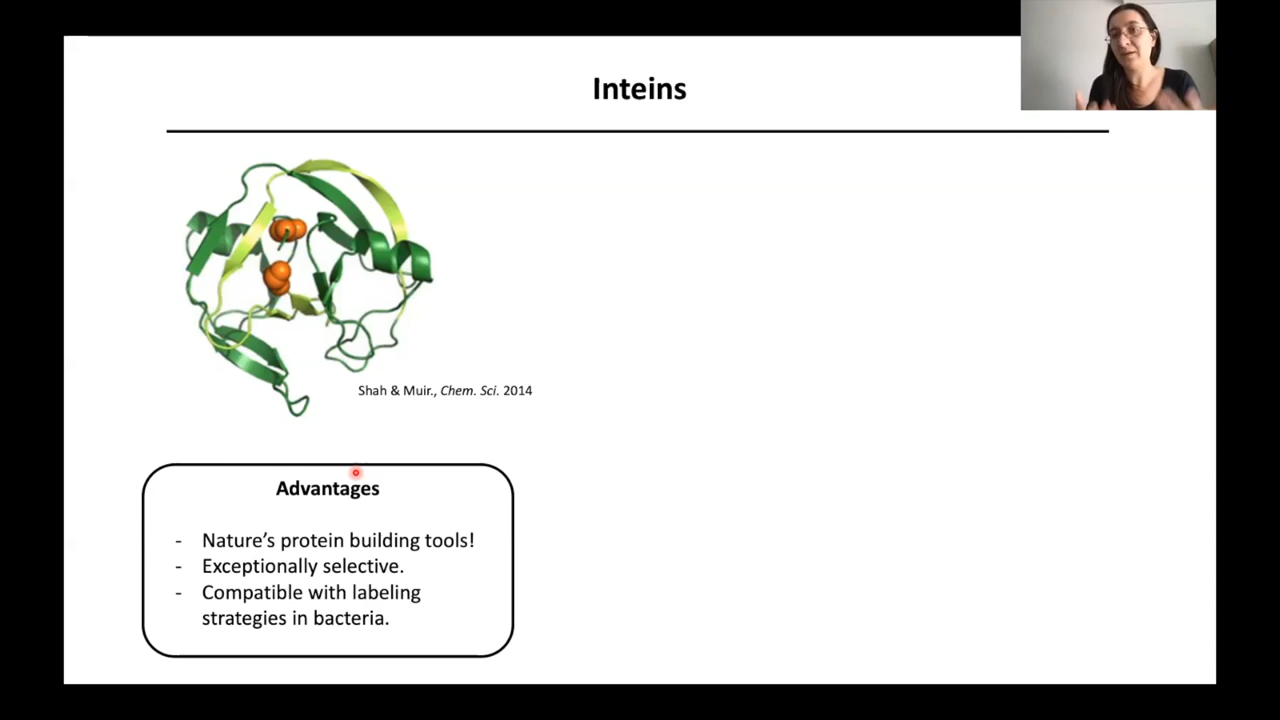 Inteins
Shah & Muir., Chem. Sci. 2014
Advantages
- Nature's protein building tools!
- Exceptionally selective.
- Compatible with labeling
strategies in bacteria.